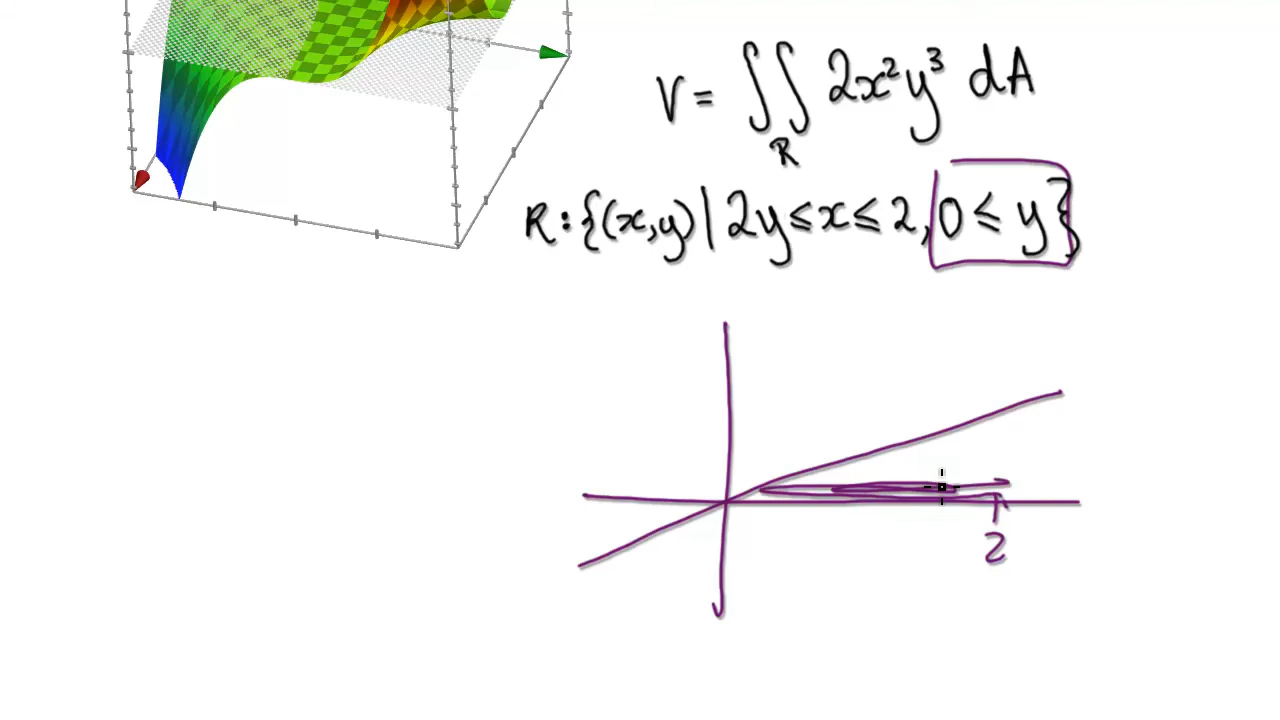 V = ∬_R 2x²y³ dA
R : {(x,y) | 2y ≤ x ≤ 2, 0 ≤ y}
2